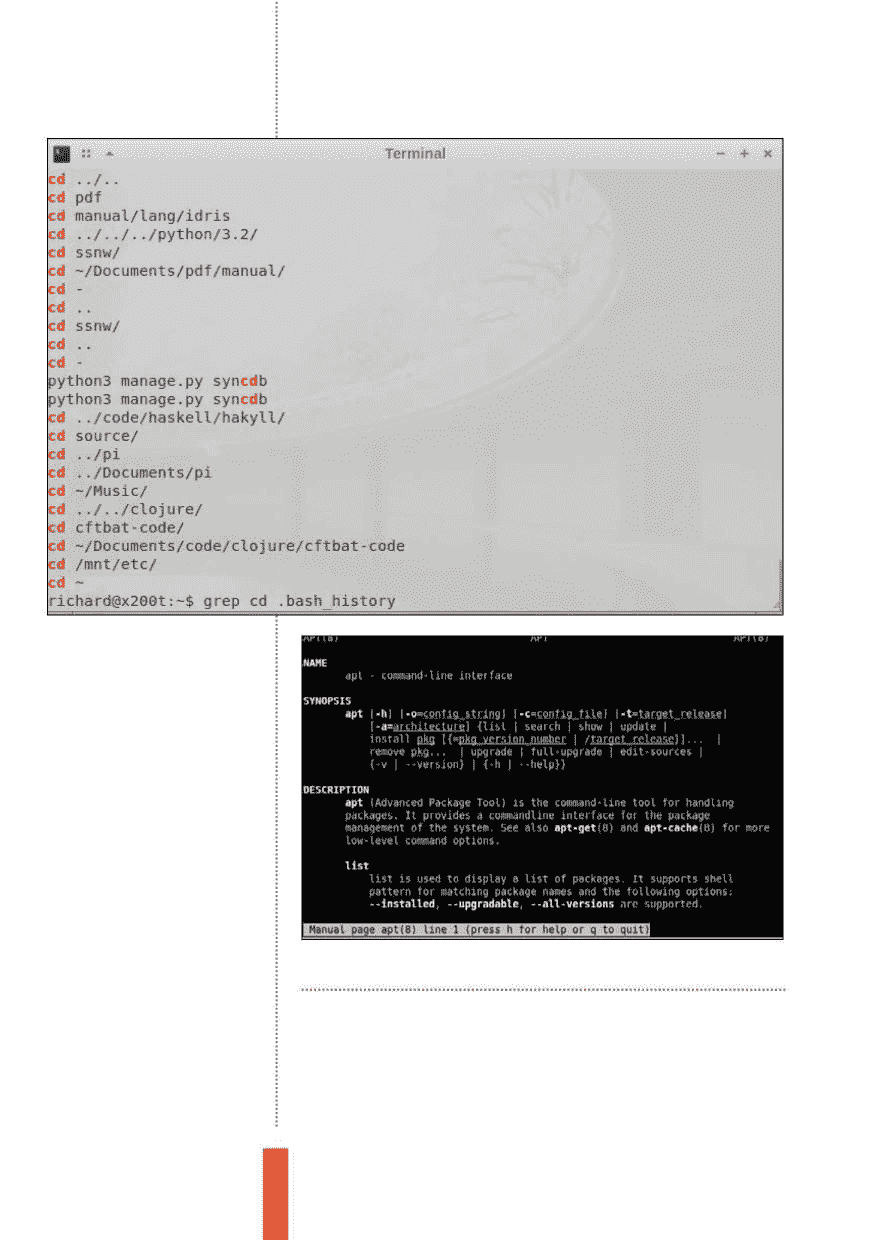 Terminal
cd ../..
cd pdf
cd manual/lang/idris
cd ../../../python/3.2/
cd ssnw/
cd ~/Documents/pdf/manual/
cd -
cd ..
cd ssnw/
cd ..
cd -
python3 manage.py syncdb
python3 manage.py syncdb
cd ../code/haskell/hakyll/
cd source/
cd ../pi
cd ../Documents/pi
cd ~/Music/
cd ../../clojure/
cd cftbat-code/
cd ~/Documents/code/clojure/cftbat-code
cd /mnt/etc/
cd ~
richard@x200t:~$ grep cd .bash_history
APT(8) APT APT(8)
NAME
apt - command-line interface
SYNOPSIS
apt [-h] [-o=config_string] [-c=config_file] [-t=target_release]
[-a=architecture] {list | search | show | update |
install pkg [{=pkg_version_number | /target_release}]... |
remove pkg... | upgrade | full-upgrade | edit-sources |
{-v | --version} | {-h | --help}}
DESCRIPTION
apt (Advanced Package Tool) is the command-line tool for handling
packages. It provides a commandline interface for the package
management of the system. See also apt-get(8) and apt-cache(8) for more
low-level command options.
list
list is used to display a list of packages. It supports shell
pattern for matching package names and the following options:
--installed, --upgradable, --all-versions are supported.
Manual page apt(8) line 1 (press h for help or q to quit)